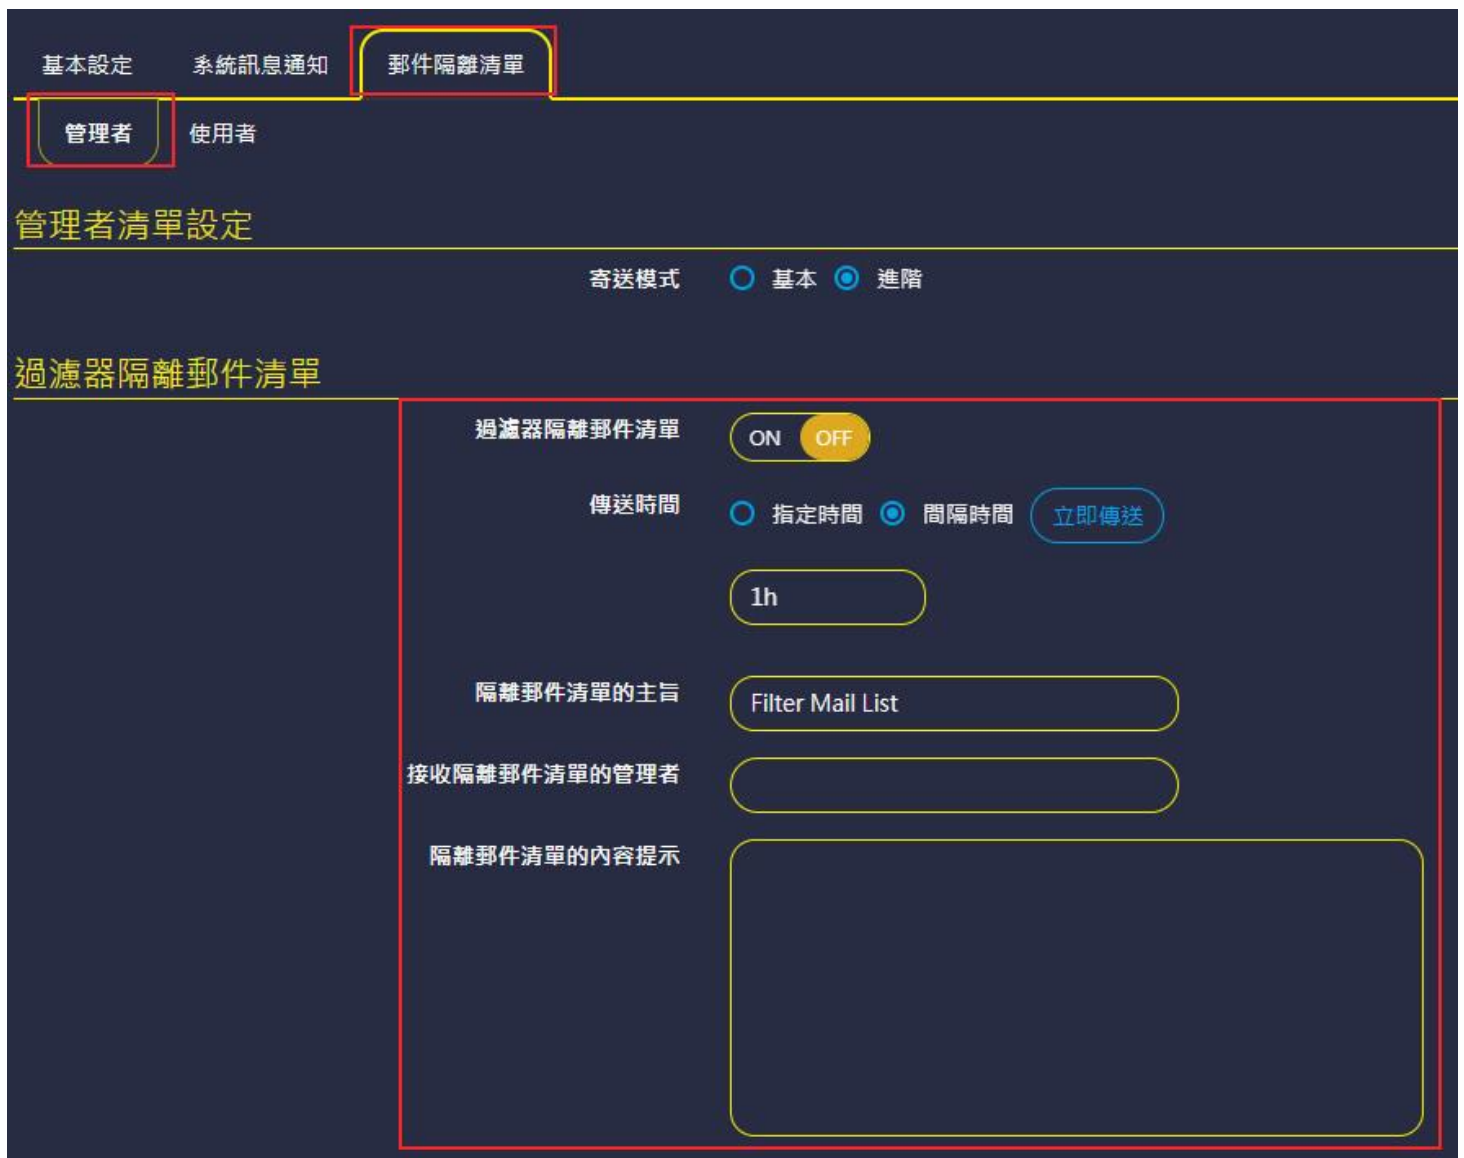 基本設定 系統訊息通知 郵件隔離清單
管理者 使用者
管理者清單設定
寄送模式 基本 進階
過濾器隔離郵件清單
過濾器隔離郵件清單 ON OFF
傳送時間 指定時間 間隔時間 立即傳送
1h
隔離郵件清單的主旨 Filter Mail List
接收隔離郵件清單的管理者
隔離郵件清單的內容提示